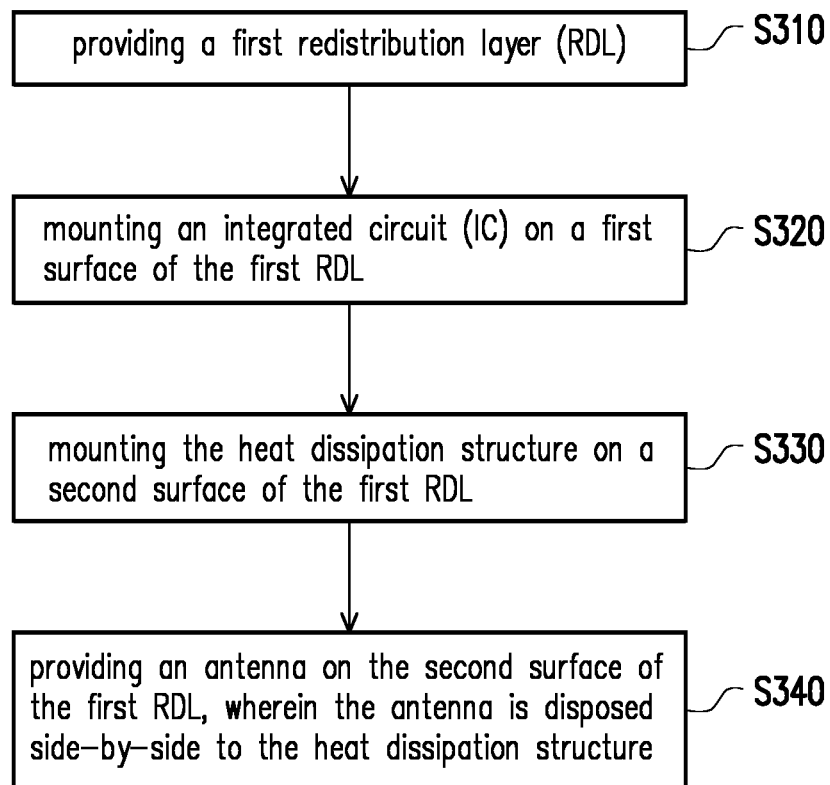 providing a first redistribution layer (RDL)
S310
mounting an integrated circuit (IC) on a first
surface of the first RDL
S320
mounting the heat dissipation structure on a
second surface of the first RDL
S330
providing an antenna on the second surface of
the first RDL, wherein the antenna is disposed
side-by-side to the heat dissipation structure
S340